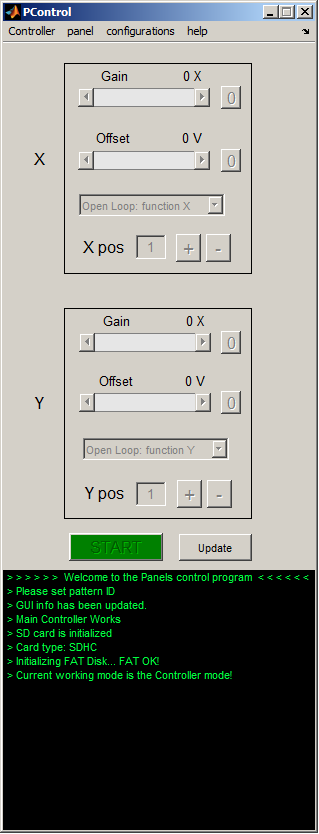 PControl
Controller panel configurations help
Gain 0 X
0
Offset 0 V
0
X
Open Loop: function X
X pos 1 + -
Gain 0 X
0
Offset 0 V
0
Y
Open Loop: function Y
Y pos 1 + -
START Update
> > > > > > Welcome to the Panels control program < < < < < <
> Please set pattern ID
> GUI info has been updated.
> Main Controller Works
> SD card is initialized
> Card type: SDHC
> Initializing FAT Disk... FAT OK!
> Current working mode is the Controller mode!